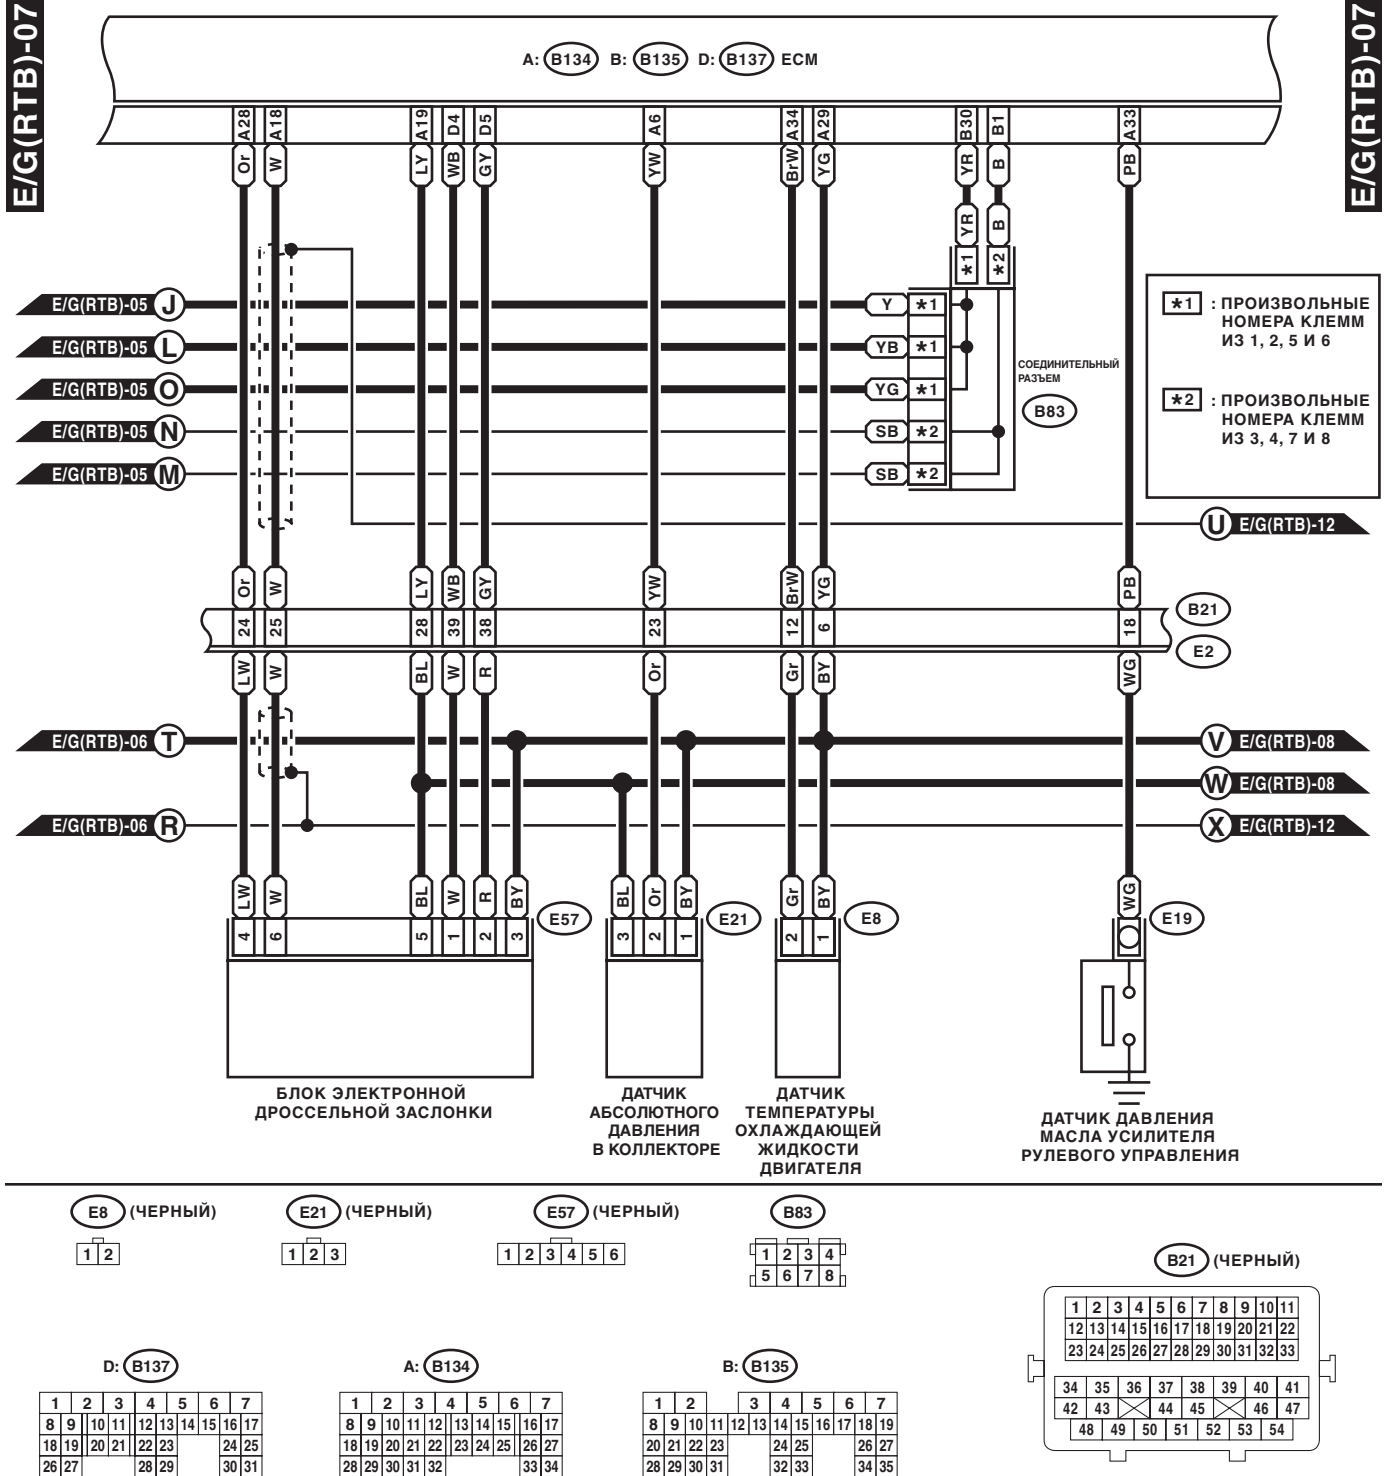 E/G(RTB)-07
E/G(RTB)-07
A: B134 B: B135 D: B137 ECM
A28 A18 A19 D4 D5 A6 A34 A29 B30 B1 A33
Or W LY WB GY YW BrW YG YR B PB
YR B
*1 *2
E/G(RTB)-05 J Y *1
E/G(RTB)-05 L YB *1
E/G(RTB)-05 O YG *1
E/G(RTB)-05 N SB *2
E/G(RTB)-05 M SB *2
СОЕДИНИТЕЛЬНЫЙ
РАЗЪЕМ
B83
*1 : ПРОИЗВОЛЬНЫЕ
НОМЕРА КЛЕММ
ИЗ 1, 2, 5 И 6
*2 : ПРОИЗВОЛЬНЫЕ
НОМЕРА КЛЕММ
ИЗ 3, 4, 7 И 8
U E/G(RTB)-12
Or W LY WB GY YW BrW YG PB
24 25 28 39 38 23 12 6 18 B21
E2
LW W BL W R Or Gr BY WG
E/G(RTB)-06 T V E/G(RTB)-08
W E/G(RTB)-08
E/G(RTB)-06 R X E/G(RTB)-12
LW W BL W R BY BL Or BY Gr BY WG
4 6 5 1 2 3 E57 3 2 1 E21 2 1 E8 E19
БЛОК ЭЛЕКТРОННОЙ
ДРОССЕЛЬНОЙ ЗАСЛОНКИ
ДАТЧИК
АБСОЛЮТНОГО
ДАВЛЕНИЯ
В КОЛЛЕКТОРЕ
ДАТЧИК
ТЕМПЕРАТУРЫ
ОХЛАЖДАЮЩЕЙ
ЖИДКОСТИ
ДВИГАТЕЛЯ
ДАТЧИК ДАВЛЕНИЯ
МАСЛА УСИЛИТЕЛЯ
РУЛЕВОГО УПРАВЛЕНИЯ
E8 (ЧЕРНЫЙ)
1 2
E21 (ЧЕРНЫЙ)
1 2 3
E57 (ЧЕРНЫЙ)
1 2 3 4 5 6
B83
1 2 3 4
5 6 7 8
B21 (ЧЕРНЫЙ)
1 2 3 4 5 6 7 8 9 10 11
12 13 14 15 16 17 18 19 20 21 22
23 24 25 26 27 28 29 30 31 32 33
34 35 36 37 38 39 40 41
42 43 44 45 46 47
48 49 50 51 52 53 54
D: B137
1 2 3 4 5 6 7
8 9 10 11 12 13 14 15 16 17
18 19 20 21 22 23 24 25
26 27 28 29 30 31
A: B134
1 2 3 4 5 6 7
8 9 10 11 12 13 14 15 16 17
18 19 20 21 22 23 24 25 26 27
28 29 30 31 32 33 34
B: B135
1 2 3 4 5 6 7
8 9 10 11 12 13 14 15 16 17 18 19
20 21 22 23 24 25 26 27
28 29 30 31 32 33 34 35